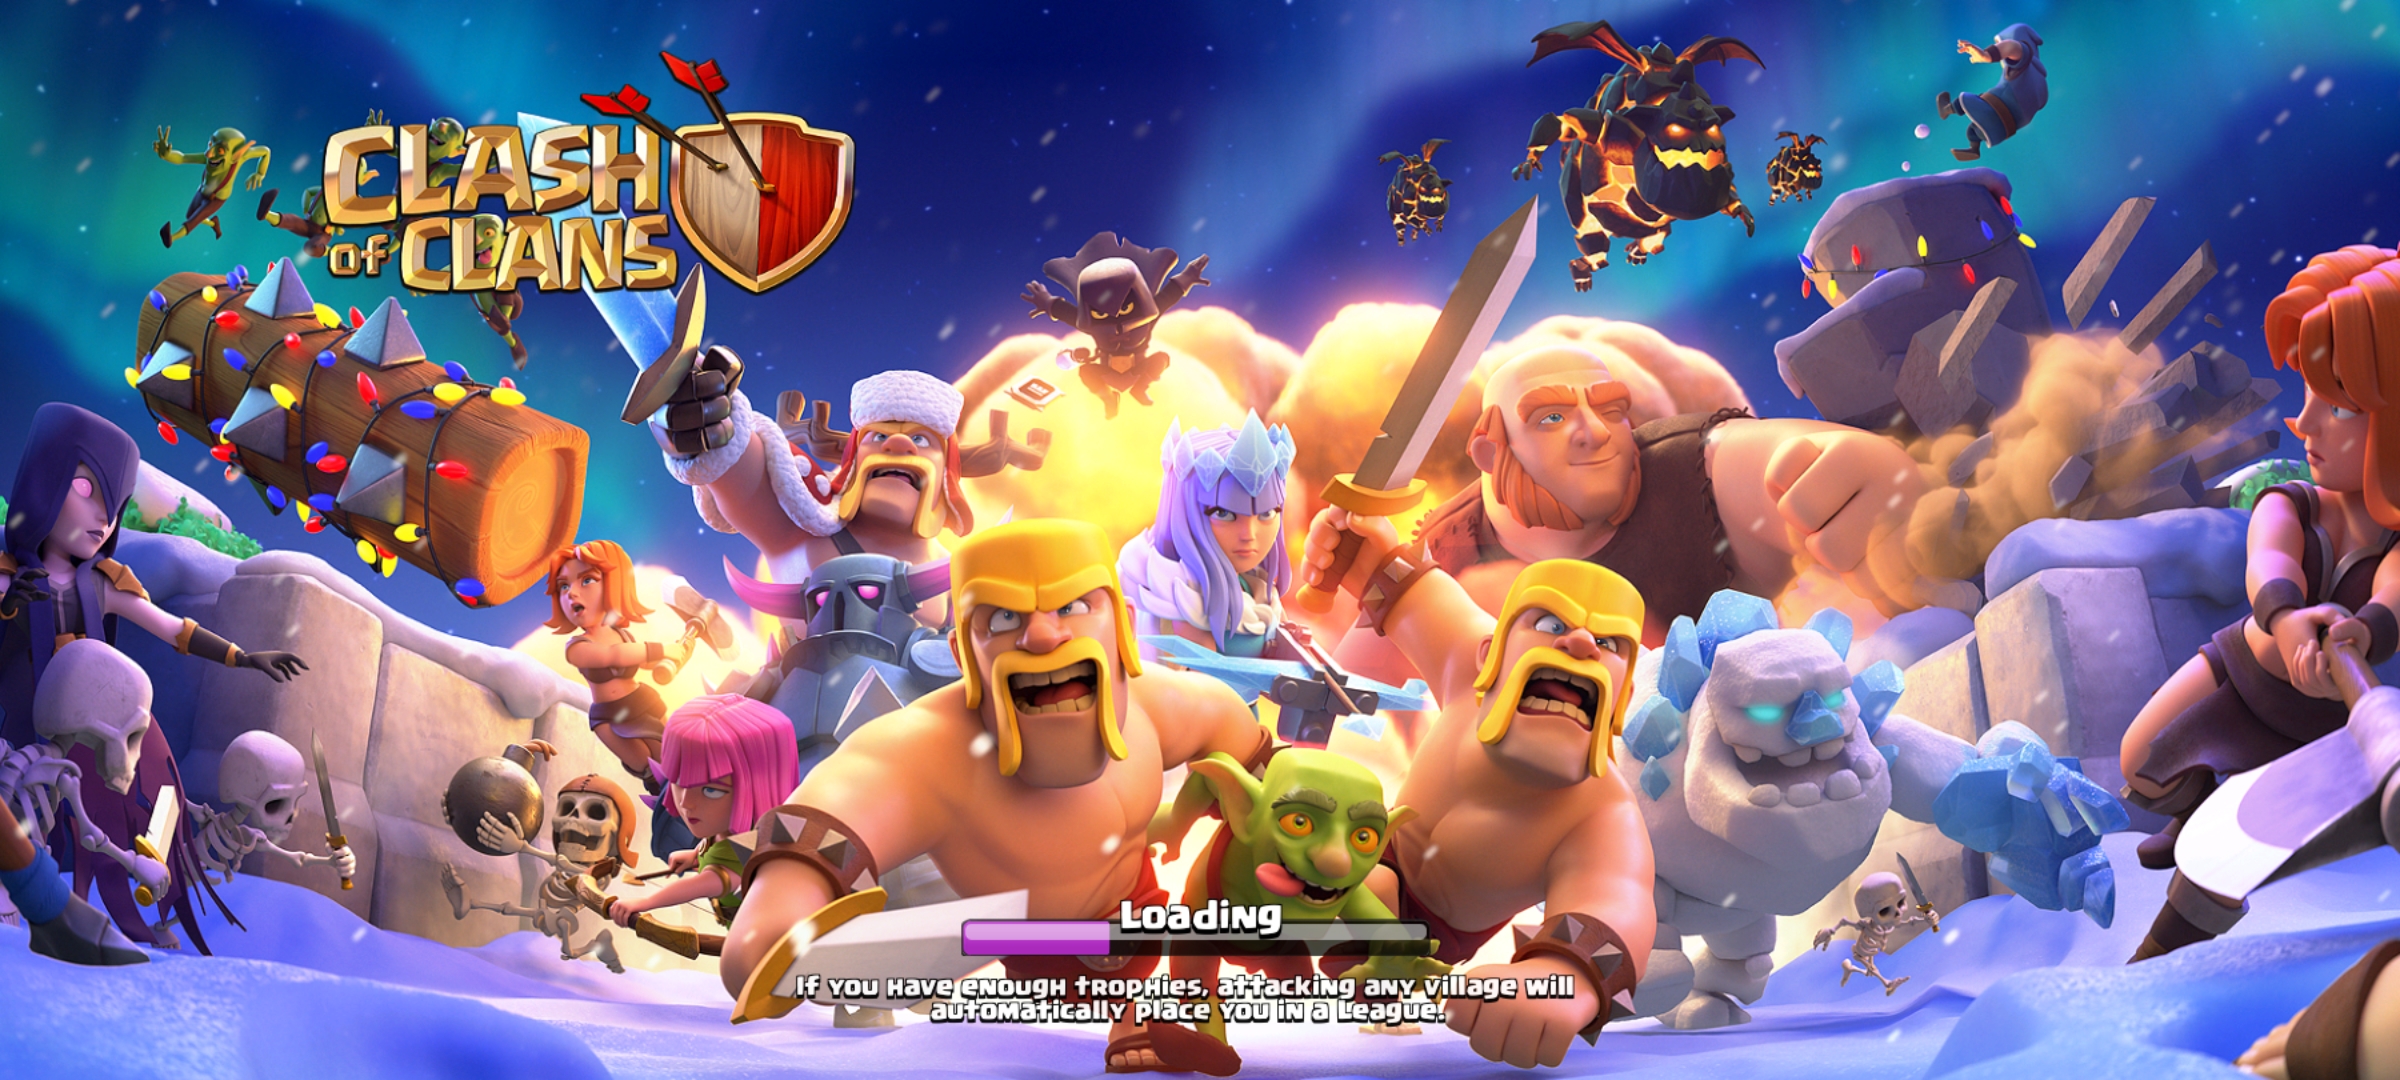 CLASH
of CLANS
Loading
If you have enough trophies, attacking any village will
automatically place you in a League!